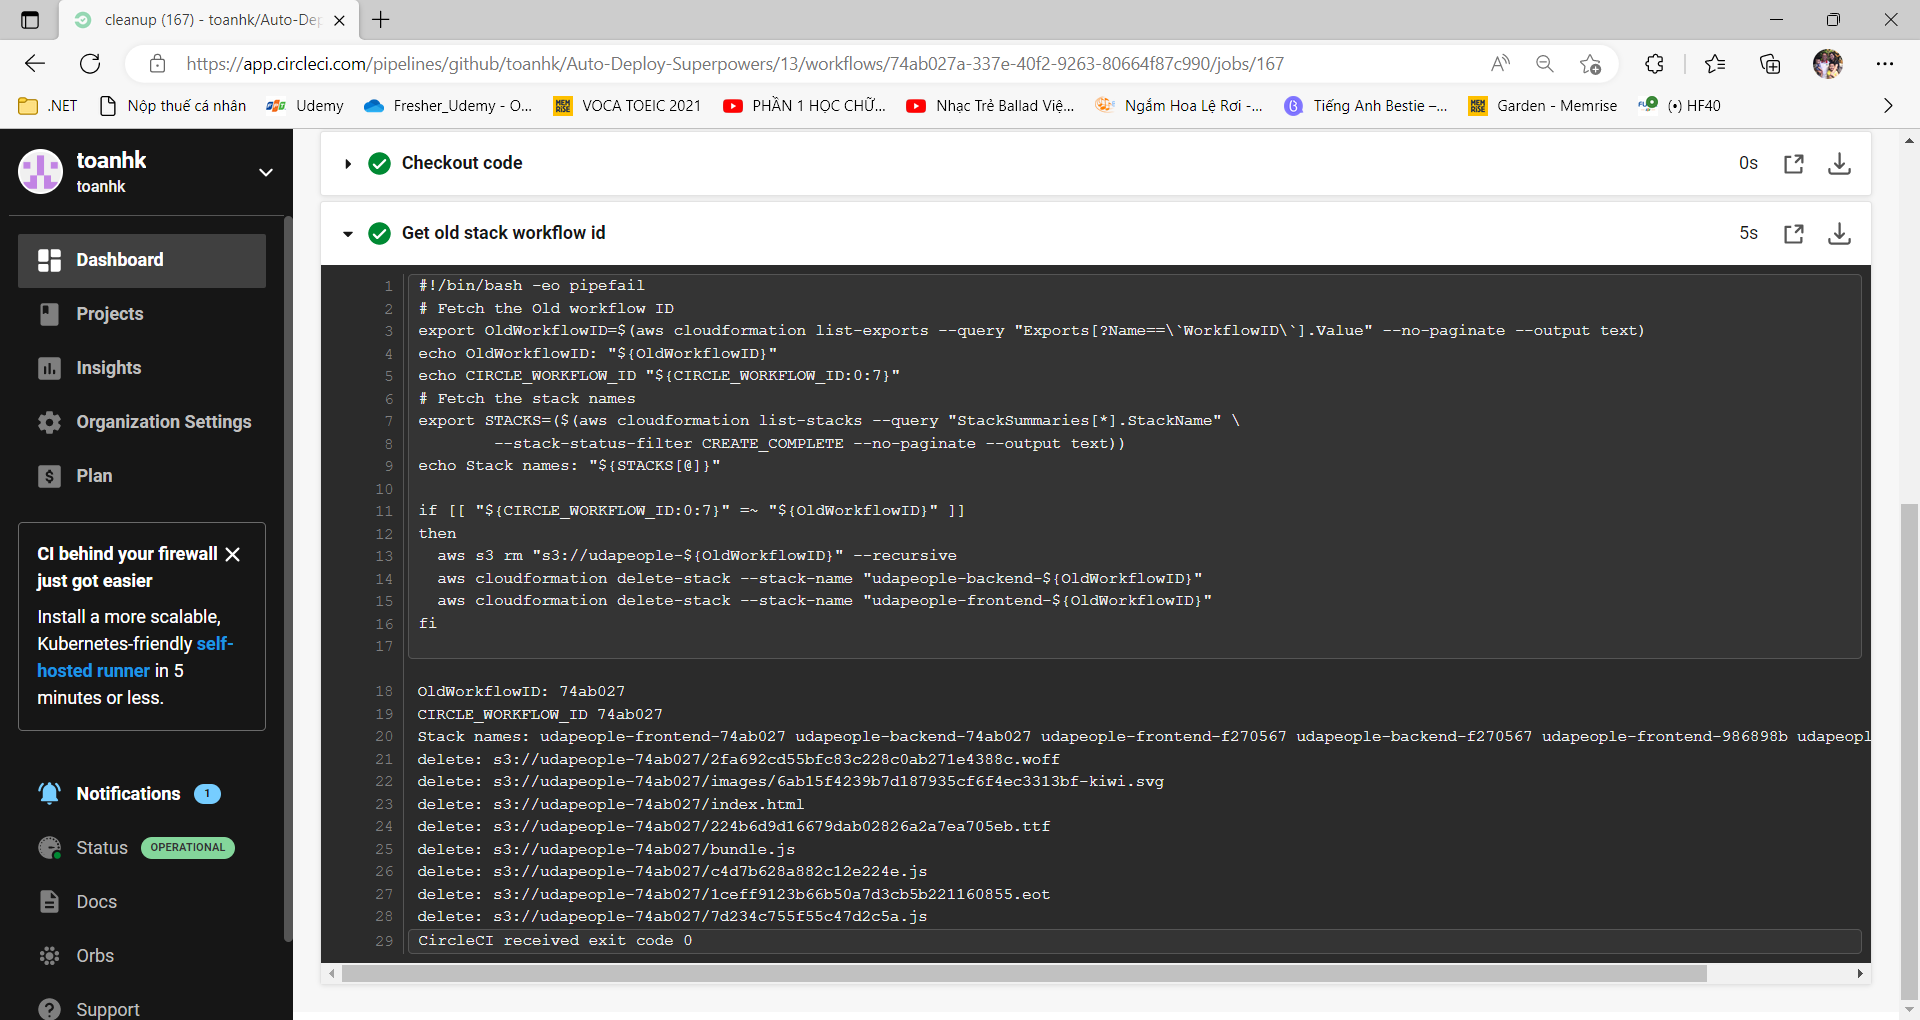 cleanup (167) - toanhk/Auto-De
https://app.circleci.com/pipelines/github/toanhk/Auto-Deploy-Superpowers/13/workflows/74ab027a-337e-40f2-9263-80664f87c990/jobs/167
.NET
Nộp thuế cá nhân
Udemy
Fresher_Udemy - O...
VOCA TOEIC 2021
PHẦN 1 HỌC CHỮ...
Nhạc Trẻ Ballad Việ...
Ngắm Hoa Lệ Rơi -...
Tiếng Anh Bestie –...
Garden - Memrise
(•) HF40
toanhk
toanhk
Dashboard
Projects
Insights
Organization Settings
Plan
CI behind your firewall
just got easier
Install a more scalable,
Kubernetes-friendly self-
hosted runner in 5
minutes or less.
Notifications 1
Status OPERATIONAL
Docs
Orbs
Support
Checkout code 0s
Get old stack workflow id 5s
1 #!/bin/bash -eo pipefail
2 # Fetch the Old workflow ID
3 export OldWorkflowID=$(aws cloudformation list-exports --query "Exports[?Name==\`WorkflowID\`].Value" --no-paginate --output text)
4 echo OldWorkflowID: "${OldWorkflowID}"
5 echo CIRCLE_WORKFLOW_ID "${CIRCLE_WORKFLOW_ID:0:7}"
6 # Fetch the stack names
7 export STACKS=($(aws cloudformation list-stacks --query "StackSummaries[*].StackName" \
8 --stack-status-filter CREATE_COMPLETE --no-paginate --output text))
9 echo Stack names: "${STACKS[@]}"
10
11 if [[ "${CIRCLE_WORKFLOW_ID:0:7}" =~ "${OldWorkflowID}" ]]
12 then
13 aws s3 rm "s3://udapeople-${OldWorkflowID}" --recursive
14 aws cloudformation delete-stack --stack-name "udapeople-backend-${OldWorkflowID}"
15 aws cloudformation delete-stack --stack-name "udapeople-frontend-${OldWorkflowID}"
16 fi
17
18 OldWorkflowID: 74ab027
19 CIRCLE_WORKFLOW_ID 74ab027
20 Stack names: udapeople-frontend-74ab027 udapeople-backend-74ab027 udapeople-frontend-f270567 udapeople-backend-f270567 udapeople-frontend-986898b udapeopl
21 delete: s3://udapeople-74ab027/2fa692cd55bfc83c228c0ab271e4388c.woff
22 delete: s3://udapeople-74ab027/images/6ab15f4239b7d187935cf6f4ec3313bf-kiwi.svg
23 delete: s3://udapeople-74ab027/index.html
24 delete: s3://udapeople-74ab027/224b6d9d16679dab02826a2a7ea705eb.ttf
25 delete: s3://udapeople-74ab027/bundle.js
26 delete: s3://udapeople-74ab027/c4d7b628a882c12e224e.js
27 delete: s3://udapeople-74ab027/1ceff9123b66b50a7d3cb5b221160855.eot
28 delete: s3://udapeople-74ab027/7d234c755f55c47d2c5a.js
29 CircleCI received exit code 0